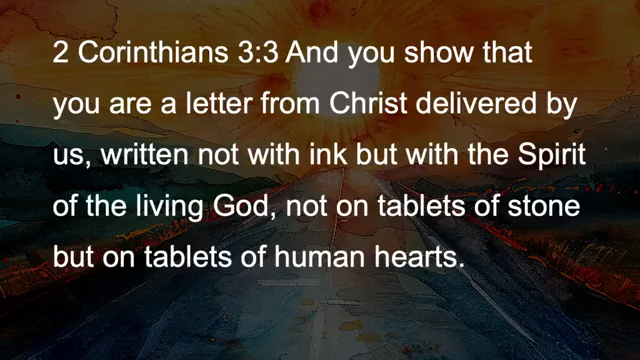 2 Corinthians 3:3 And you show that
you are a letter from Christ delivered by
us, written not with ink but with the Spirit
of the living God, not on tablets of stone
but on tablets of human hearts.